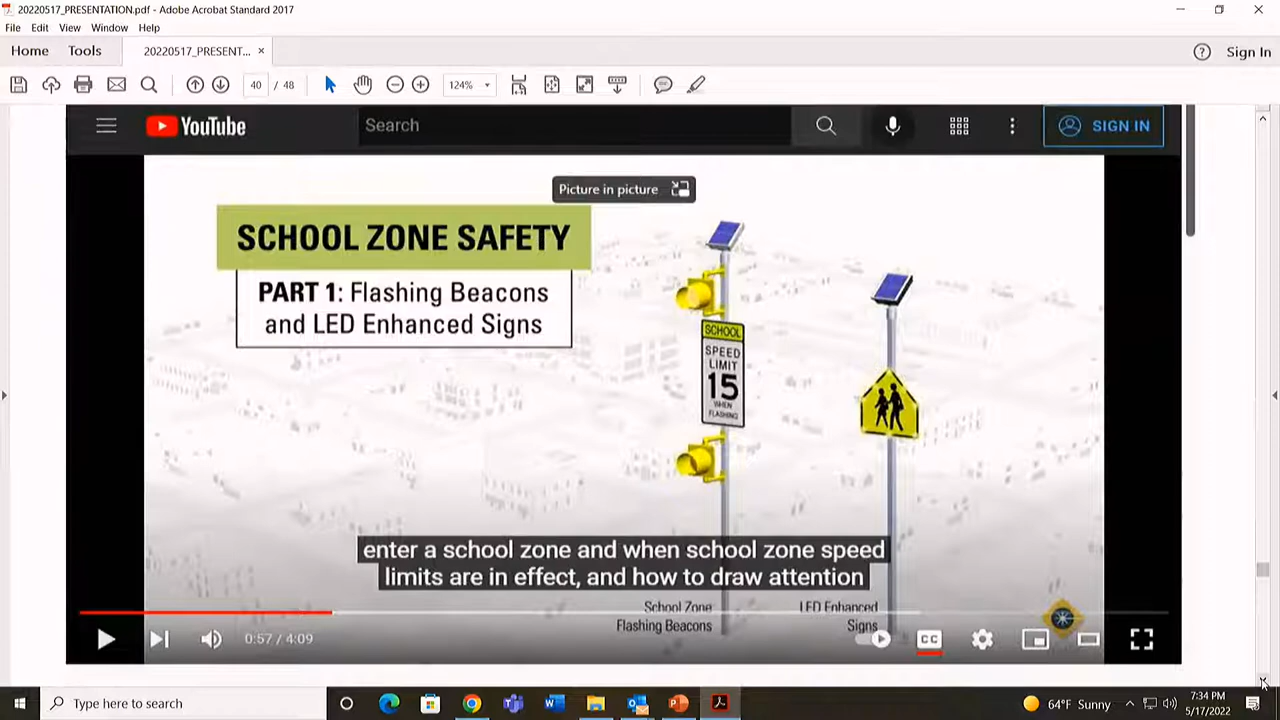 20220517_PRESENTATION.pdf - Adobe Acrobat Standard 2017
File Edit View Window Help
Home Tools 20220517_PRESENT... × Sign In
40 / 48 124%
YouTube Search SIGN IN
Picture in picture
SCHOOL ZONE SAFETY
PART 1: Flashing Beacons
and LED Enhanced Signs
SCHOOL
SPEED
LIMIT
15
WHEN
FLASHING
enter a school zone and when school zone speed
limits are in effect, and how to draw attention
School Zone
Flashing Beacons
LED Enhanced
Signs
0:57 / 4:09 CC
Type here to search 64°F Sunny 7:34 PM
5/17/2022